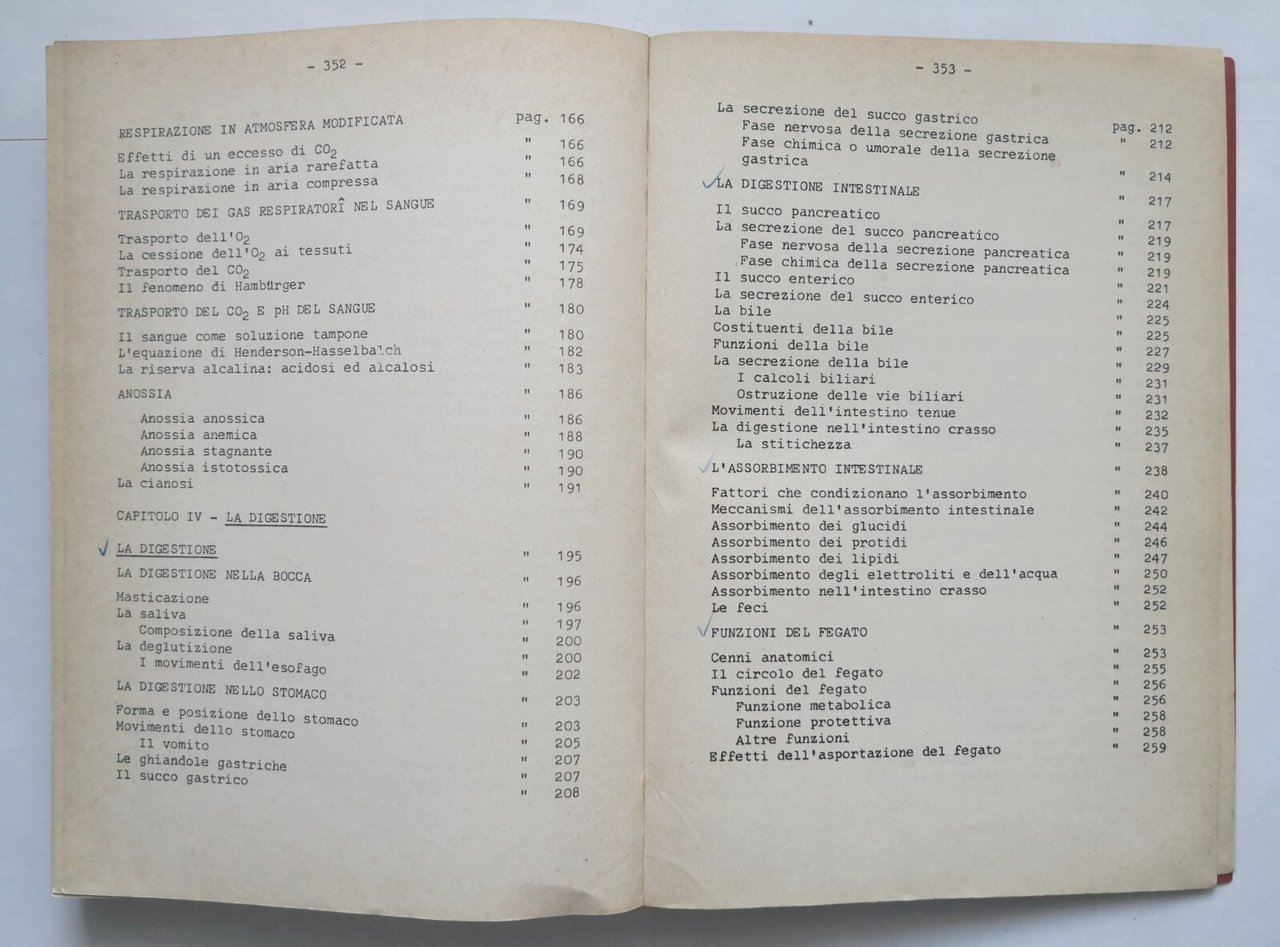 - 352 -
RESPIRAZIONE IN ATMOSFERA MODIFICATA pag. 166
Effetti di un eccesso di CO₂ " 166
La respirazione in aria rarefatta " 166
La respirazione in aria compressa " 168
TRASPORTO DEI GAS RESPIRATORÎ NEL SANGUE " 169
Trasporto dell'O₂ " 169
La cessione dell'O₂ ai tessuti " 174
Trasporto del CO₂ " 175
Il fenomeno di Hambürger " 178
TRASPORTO DEL CO₂ E pH DEL SANGUE " 180
Il sangue come soluzione tampone " 180
L'equazione di Henderson-Hasselbalch " 182
La riserva alcalina: acidosi ed alcalosi " 183
ANOSSIA " 186
Anossia anossica " 186
Anossia anemica " 188
Anossia stagnante " 190
Anossia istotossica " 190
La cianosi " 191
CAPITOLO IV - LA DIGESTIONE
LA DIGESTIONE " 195
LA DIGESTIONE NELLA BOCCA " 196
Masticazione " 196
La saliva " 197
Composizione della saliva " 200
La deglutizione " 200
I movimenti dell'esofago " 202
LA DIGESTIONE NELLO STOMACO " 203
Forma e posizione dello stomaco " 203
Movimenti dello stomaco " 205
Il vomito " 207
Le ghiandole gastriche " 207
Il succo gastrico " 208
- 353 -
La secrezione del succo gastrico pag. 212
Fase nervosa della secrezione gastrica " 212
Fase chimica o umorale della secrezione
gastrica " 214
LA DIGESTIONE INTESTINALE " 217
Il succo pancreatico " 217
La secrezione del succo pancreatico " 219
Fase nervosa della secrezione pancreatica " 219
Fase chimica della secrezione pancreatica " 219
Il succo enterico " 221
La secrezione del succo enterico " 224
La bile " 225
Costituenti della bile " 225
Funzioni della bile " 227
La secrezione della bile " 229
I calcoli biliari " 231
Ostruzione delle vie biliari " 231
Movimenti dell'intestino tenue " 232
La digestione nell'intestino crasso " 235
La stitichezza " 237
L'ASSORBIMENTO INTESTINALE " 238
Fattori che condizionano l'assorbimento " 240
Meccanismi dell'assorbimento intestinale " 242
Assorbimento dei glucidi " 244
Assorbimento dei protidi " 246
Assorbimento dei lipidi " 247
Assorbimento degli elettroliti e dell'acqua " 250
Assorbimento nell'intestino crasso " 252
Le feci " 252
FUNZIONI DEL FEGATO " 253
Cenni anatomici " 253
Il circolo del fegato " 255
Funzioni del fegato " 256
Funzione metabolica " 256
Funzione protettiva " 258
Altre funzioni " 258
Effetti dell'asportazione del fegato " 259